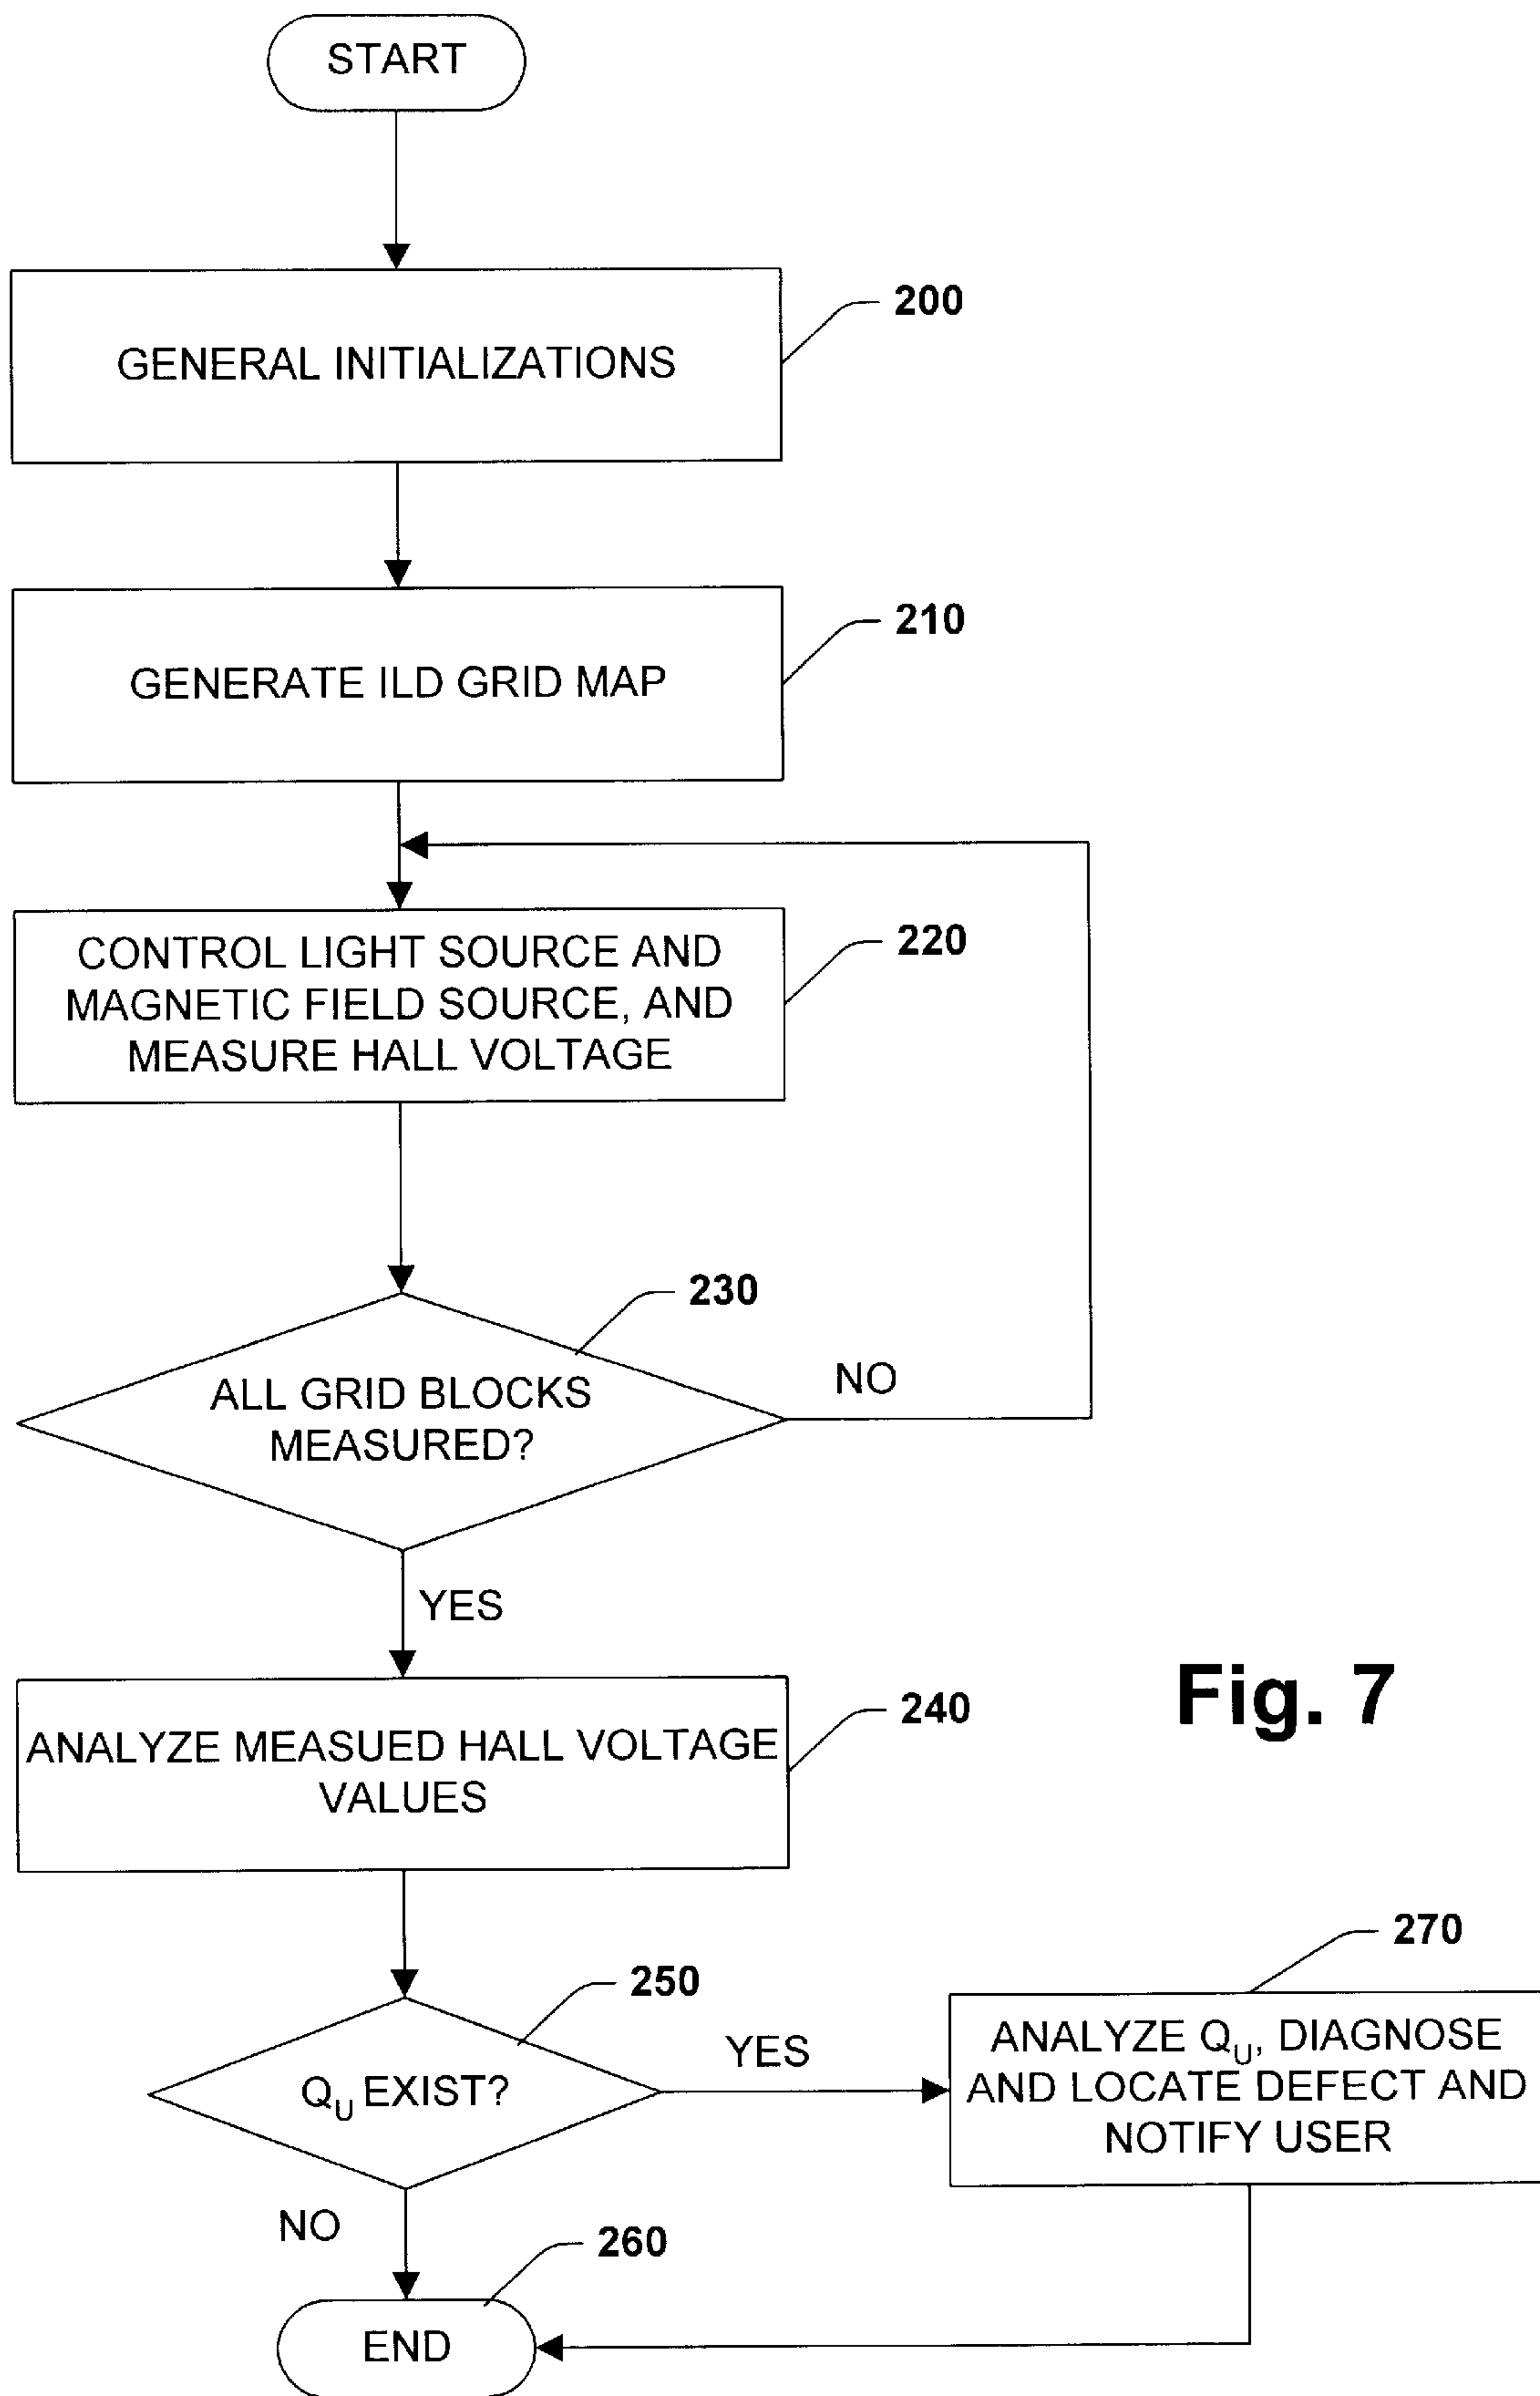 START
200
GENERAL INITIALIZATIONS
210
GENERATE ILD GRID MAP
220
CONTROL LIGHT SOURCE AND
MAGNETIC FIELD SOURCE, AND
MEASURE HALL VOLTAGE
230
ALL GRID BLOCKS
MEASURED?
NO
YES
Fig. 7
240
ANALYZE MEASUED HALL VOLTAGE
VALUES
250
QU EXIST?
YES
270
ANALYZE QU, DIAGNOSE
AND LOCATE DEFECT AND
NOTIFY USER
NO
260
END